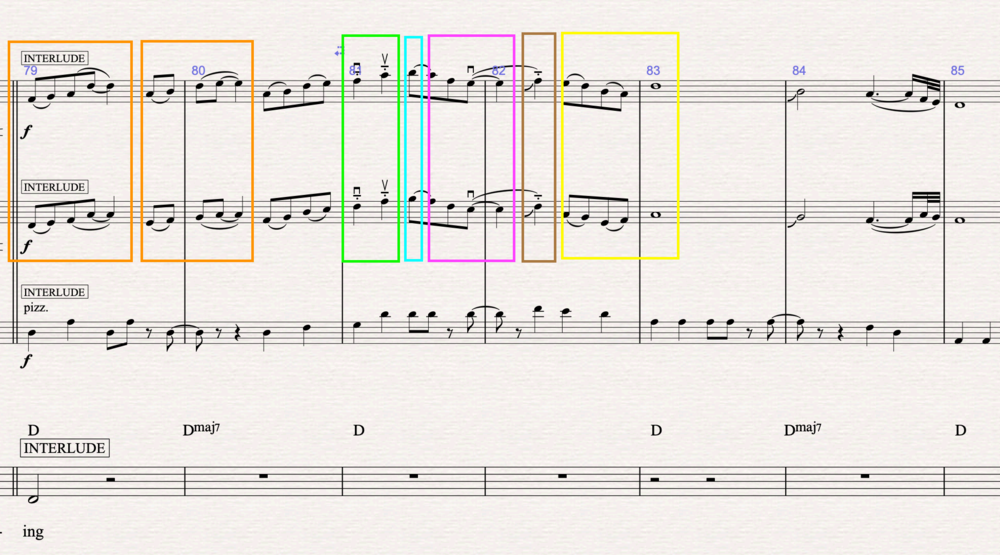 INTERLUDE
79 80 81 82 83 84 85
f
INTERLUDE
f
INTERLUDE
pizz.
f
D Dmaj7 D D Dmaj7 D
INTERLUDE
- ing